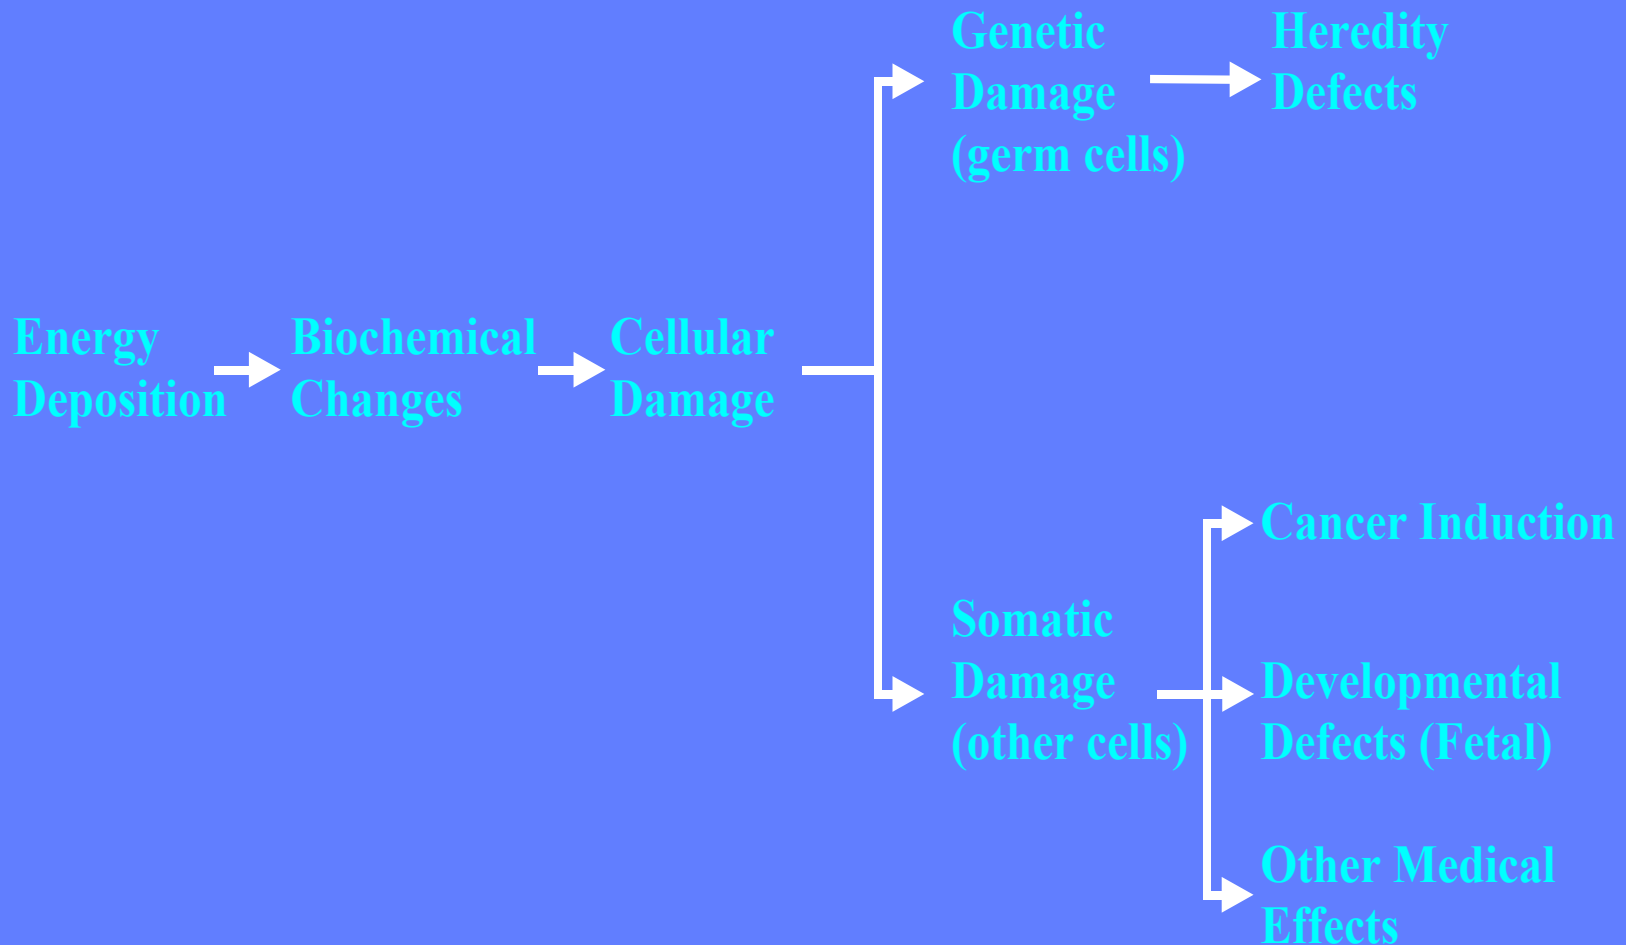 Genetic
Damage
(germ cells)
Heredity
Defects
Energy
Deposition
Biochemical
Changes
Cellular
Damage
Somatic
Damage
(other cells)
Cancer Induction
Developmental
Defects (Fetal)
Other Medical
Effects